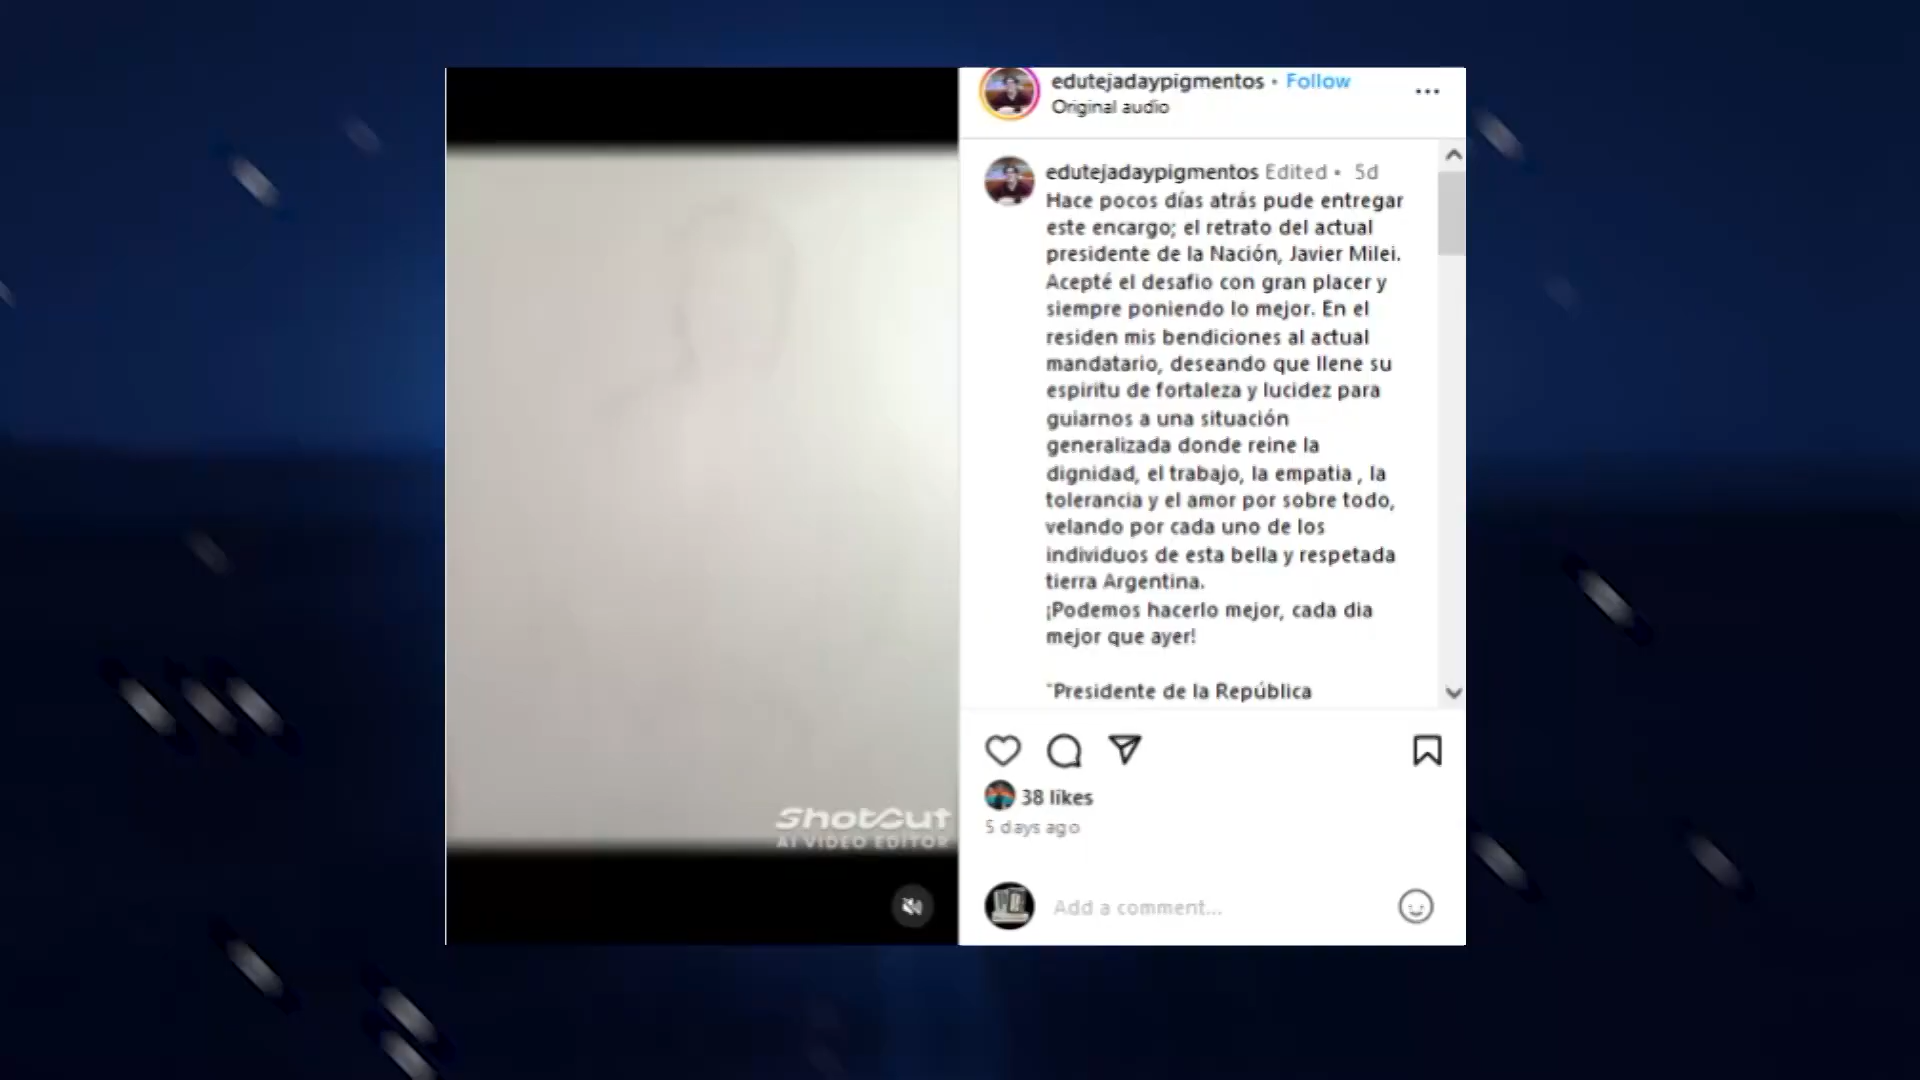 edutejadaypigmentos • Follow
Original audio
edutejadaypigmentos Edited • 5d
Hace pocos días atrás pude entregar
este encargo; el retrato del actual
presidente de la Nación, Javier Milei.
Acepté el desafio con gran placer y
siempre poniendo lo mejor. En el
residen mis bendiciones al actual
mandatario, deseando que llene su
espiritu de fortaleza y lucidez para
guiarnos a una situación
generalizada donde reine la
dignidad, el trabajo, la empatia , la
tolerancia y el amor por sobre todo,
velando por cada uno de los
individuos de esta bella y respetada
tierra Argentina.
¡Podemos hacerlo mejor, cada dia
mejor que ayer!
"Presidente de la República
ShotCut
AI VIDEO EDITOR
38 likes
5 days ago
Add a comment...